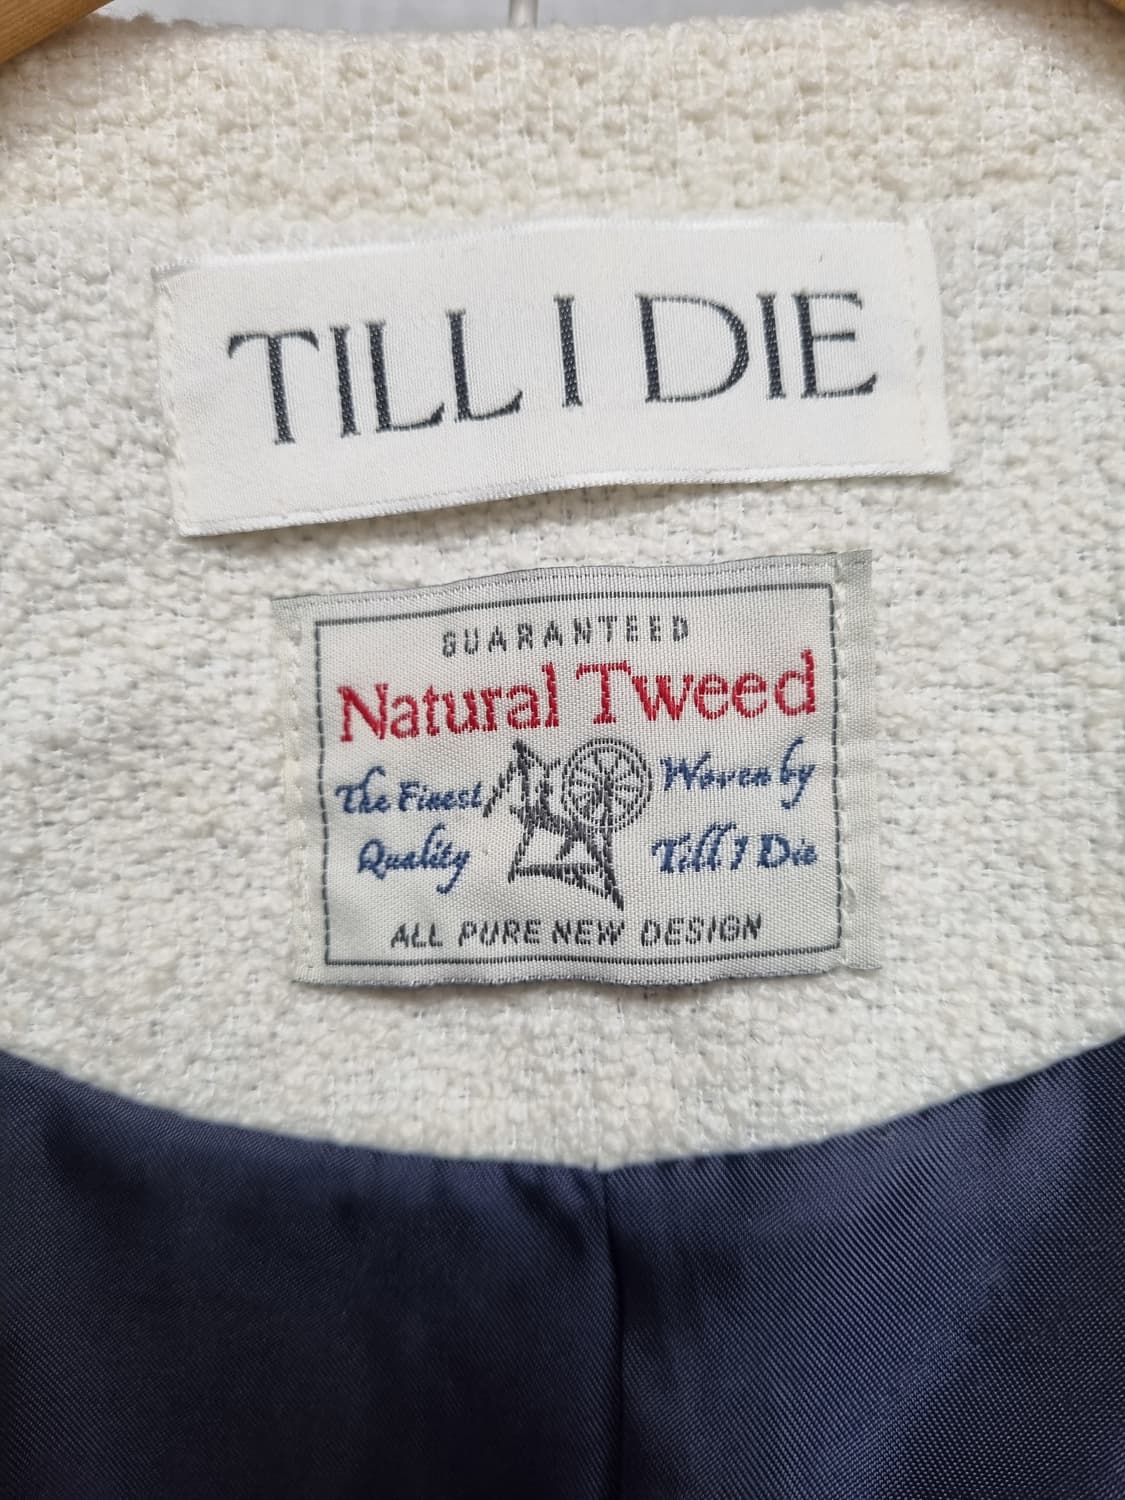 TILL I DIE
GUARANTEED
Natural Tweed
The Finest Woven by
Quality Till I Die
ALL PURE NEW DESIGN